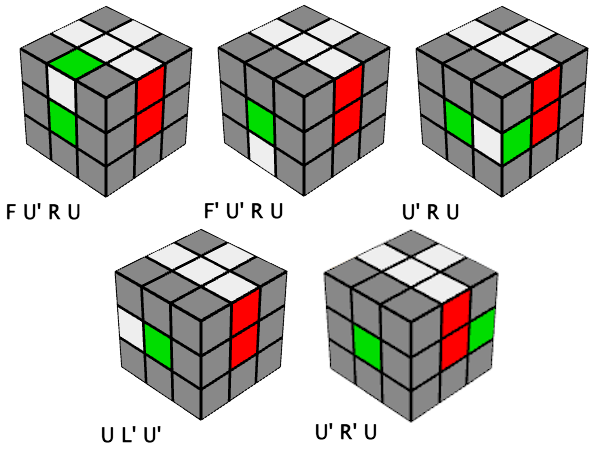 F U' R U
F' U' R U
U' R U
U L' U'
U' R' U